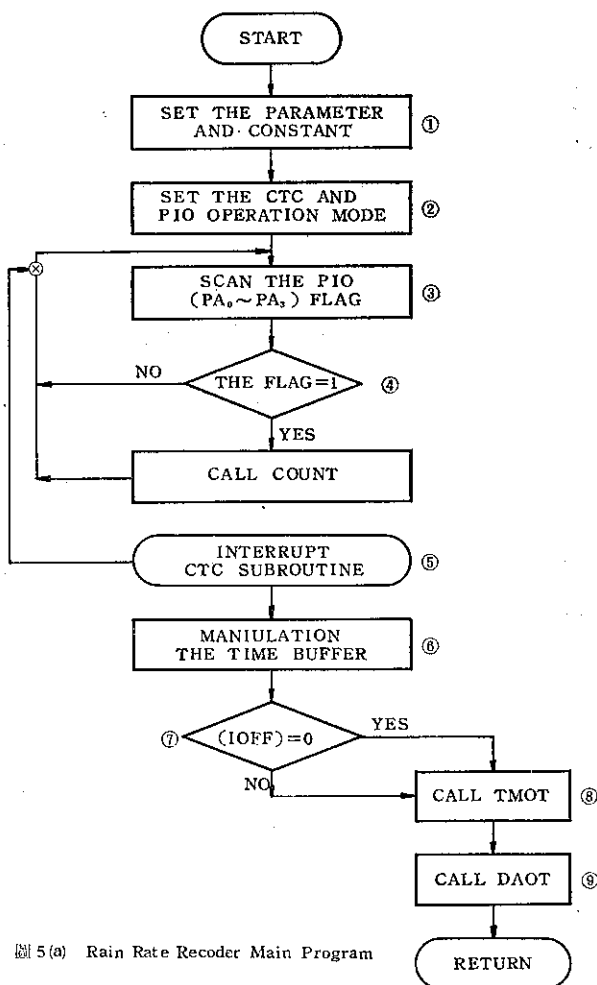 START
SET THE PARAMETER
AND CONSTANT
①
SET THE CTC AND
PIO OPERATION MODE
②
SCAN THE PIO
(PA₀~PA₃) FLAG
③
NO
THE FLAG=1
④
YES
CALL COUNT
INTERRUPT
CTC SUBROUTINE
⑤
MANIULATION
THE TIME BUFFER
⑥
⑦
(IOFF)=0
YES
NO
CALL TMOT
⑧
CALL DAOT
⑨
RETURN
圖 5(a) Rain Rate Recoder Main Program